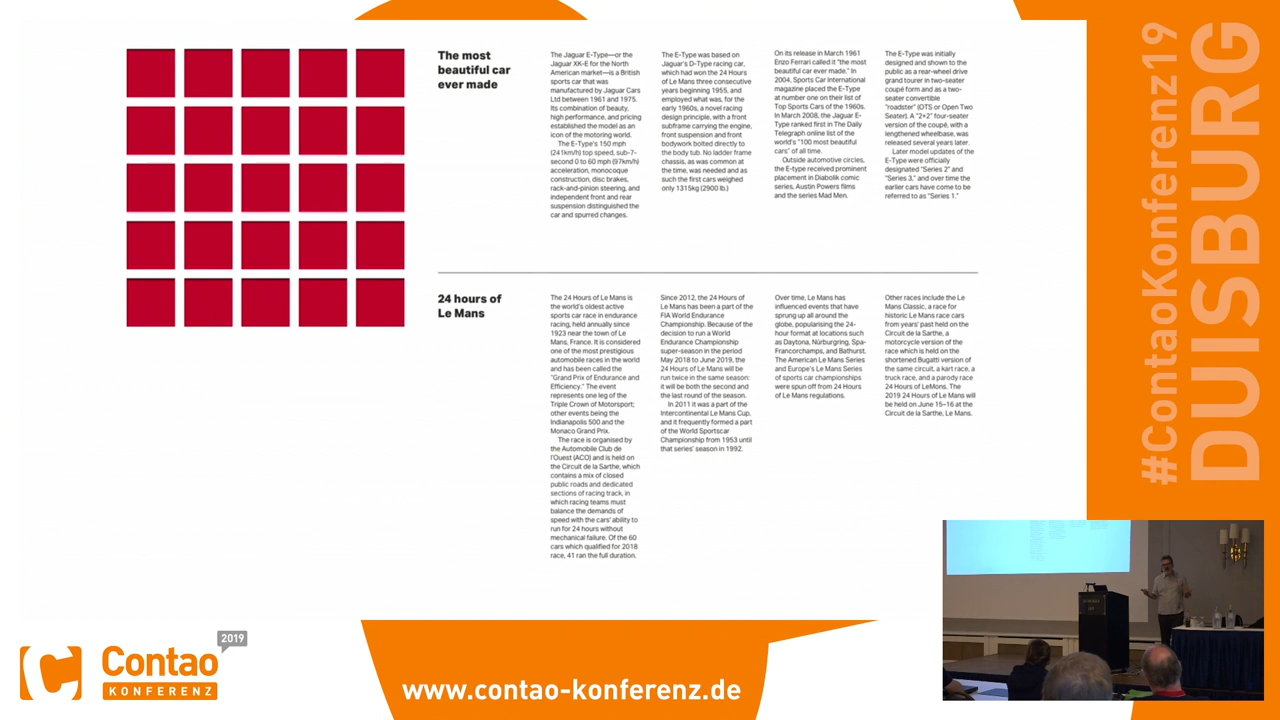 The most
beautiful car
ever made
The Jaguar E-Type—or the
Jaguar XK-E for the North
American market—is a British
sports car that was
manufactured by Jaguar Cars
Ltd between 1961 and 1975.
Its combination of beauty,
high performance, and pricing
established the model as an
icon of the motoring world.
The E-Type's 150 mph
(241km/h) top speed, sub-7-
second 0 to 60 mph (97km/h)
acceleration, monocoque
construction, disc brakes,
rack-and-pinion steering, and
independent front and rear
suspension distinguished the
car and spurred changes.
The E-Type was based on
Jaguar's D-Type racing car,
which had won the 24 Hours
of Le Mans three consecutive
years beginning 1955, and
employed what was, for the
early 1960s, a novel racing
design principle, with a front
subframe carrying the engine,
front suspension and front
bodywork bolted directly to
the body tub. No ladder frame
chassis, as was common at
the time, was needed and as
such the first cars weighed
only 1315kg (2900 lb.)
On its release in March 1961
Enzo Ferrari called it "the most
beautiful car ever made." In
2004, Sports Car International
magazine placed the E-Type
at number one on their list of
Top Sports Cars of the 1960s.
In March 2008, the Jaguar E-
Type ranked first in The Daily
Telegraph online list of the
world's "100 most beautiful
cars" of all time.
Outside automotive circles,
the E-type received prominent
placement in Diabolik comic
series, Austin Powers films
and the series Mad Men.
The E-Type was initially
designed and shown to the
public as a rear-wheel drive
grand tourer in two-seater
coupé form and as a two-
seater convertible
"roadster" (OTS or Open Two
Seater). A "2+2" four-seater
version of the coupé, with a
lengthened wheelbase, was
released several years later.
Later model updates of the
E-Type were officially
designated "Series 2" and
"Series 3," and over time the
earlier cars have come to be
referred to as "Series 1."
24 hours of
Le Mans
The 24 Hours of Le Mans is
the world's oldest active
sports car race in endurance
racing, held annually since
1923 near the town of Le
Mans, France. It is considered
one of the most prestigious
automobile races in the world
and has been called the
"Grand Prix of Endurance and
Efficiency." The event
represents one leg of the
Triple Crown of Motorsport;
other events being the
Indianapolis 500 and the
Monaco Grand Prix.
The race is organised by
the Automobile Club de
l'Ouest (ACO) and is held on
the Circuit de la Sarthe, which
contains a mix of closed
public roads and dedicated
sections of racing track, in
which racing teams must
balance the demands of
speed with the cars' ability to
run for 24 hours without
mechanical failure. Of the 60
cars which qualified for 2018
race, 41 ran the full duration.
Since 2012, the 24 Hours of
Le Mans has been a part of the
FIA World Endurance
Championship. Because of the
decision to run a World
Endurance Championship
super-season in the period
May 2018 to June 2019, the
24 Hours of Le Mans will be
run twice in the same season:
it will be both the second and
the last round of the season.
In 2011 it was a part of the
Intercontinental Le Mans Cup,
and it frequently formed a part
of the World Sportscar
Championship from 1953 until
that series' season in 1992.
Over time, Le Mans has
influenced events that have
sprung up all around the
globe, popularising the 24-
hour format at locations such
as Daytona, Nürburgring, Spa-
Francorchamps, and Bathurst.
The American Le Mans Series
and Europe's Le Mans Series
of sports car championships
were spun off from 24 Hours
of Le Mans regulations.
Other races include the Le
Mans Classic, a race for
historic Le Mans race cars
from years' past held on the
Circuit de la Sarthe, a
motorcycle version of the
race which is held on the
shortened Bugatti version of
the same circuit, a kart race, a
truck race, and a parody race
24 Hours of LeMons. The
2019 24 Hours of Le Mans will
be held on June 15–16 at the
Circuit de la Sarthe, Le Mans.
#ContaoKonferenz19
DUISBURG
Contao
2019
KONFERENZ
www.contao-konferenz.de